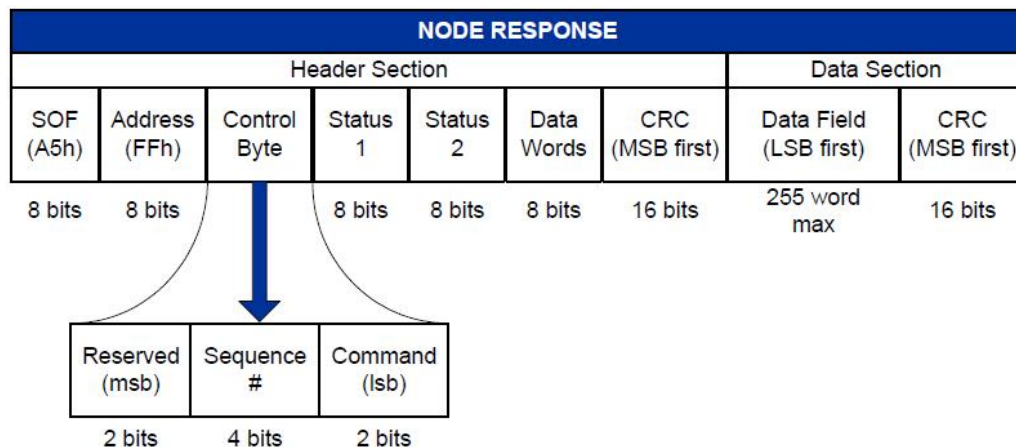 NODE RESPONSE
Header Section
Data Section
SOF
(A5h)
Address
(FFh)
Control
Byte
Status
1
Status
2
Data
Words
CRC
(MSB first)
Data Field
(LSB first)
CRC
(MSB first)
8 bits
8 bits
8 bits
8 bits
8 bits
16 bits
255 word
max
16 bits
Reserved
(msb)
Sequence
#
Command
(lsb)
2 bits
4 bits
2 bits